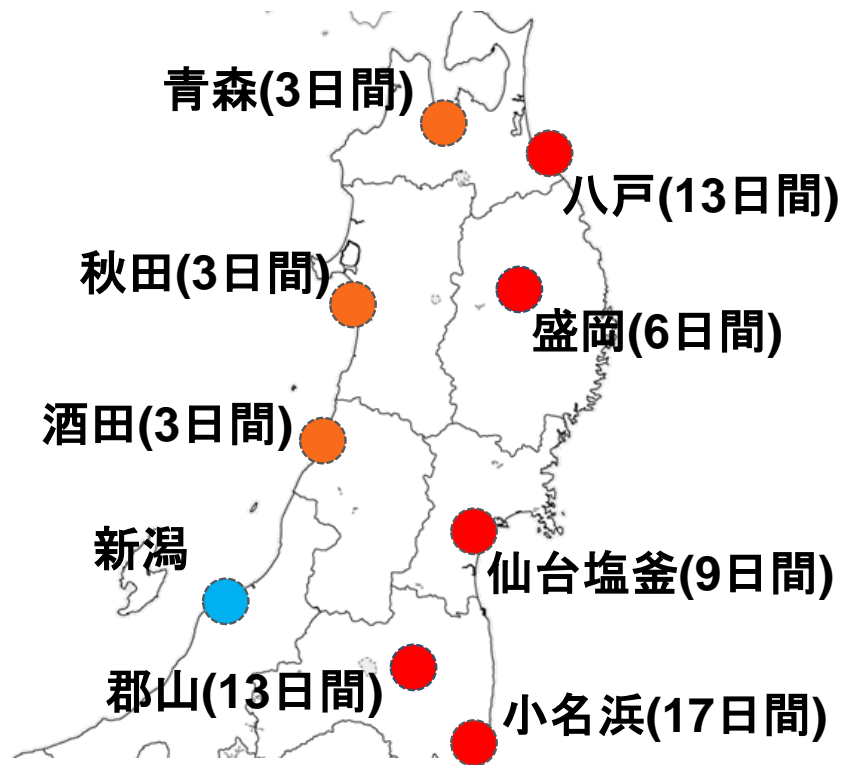 青森(3日間)
八戸(13日間)
秋田(3日間)
盛岡(6日間)
酒田(3日間)
新潟
仙台塩釜(9日間)
郡山(13日間)
小名浜(17日間)